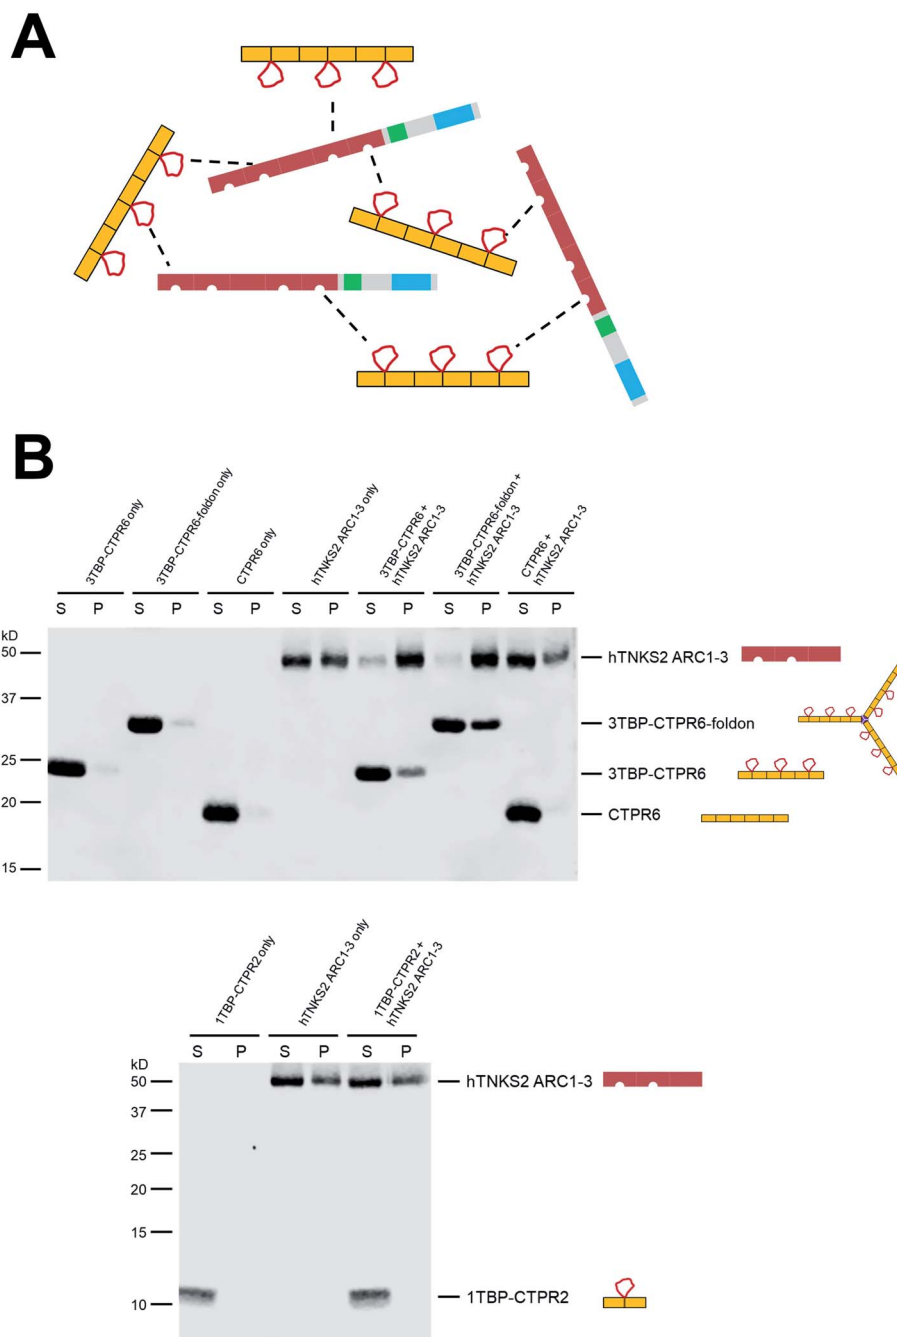 A
B
3TBP-CTPR6 only
3TBP-CTPR6-foldon only
CTPR6 only
hTNKS2 ARC1-3 only
3TBP-CTPR6 +
hTNKS2 ARC1-3
3TBP-CTPR6-foldon +
hTNKS2 ARC1-3
CTPR6 +
hTNKS2 ARC1-3
S P S P S P S P S P S P S P
kD
50
37
25
20
15
hTNKS2 ARC1-3
3TBP-CTPR6-foldon
3TBP-CTPR6
CTPR6
1TBP-CTPR2 only
hTNKS2 ARC1-3 only
1TBP-CTPR2 +
hTNKS2 ARC1-3
S P S P S P
kD
50
37
25
20
15
10
hTNKS2 ARC1-3
1TBP-CTPR2